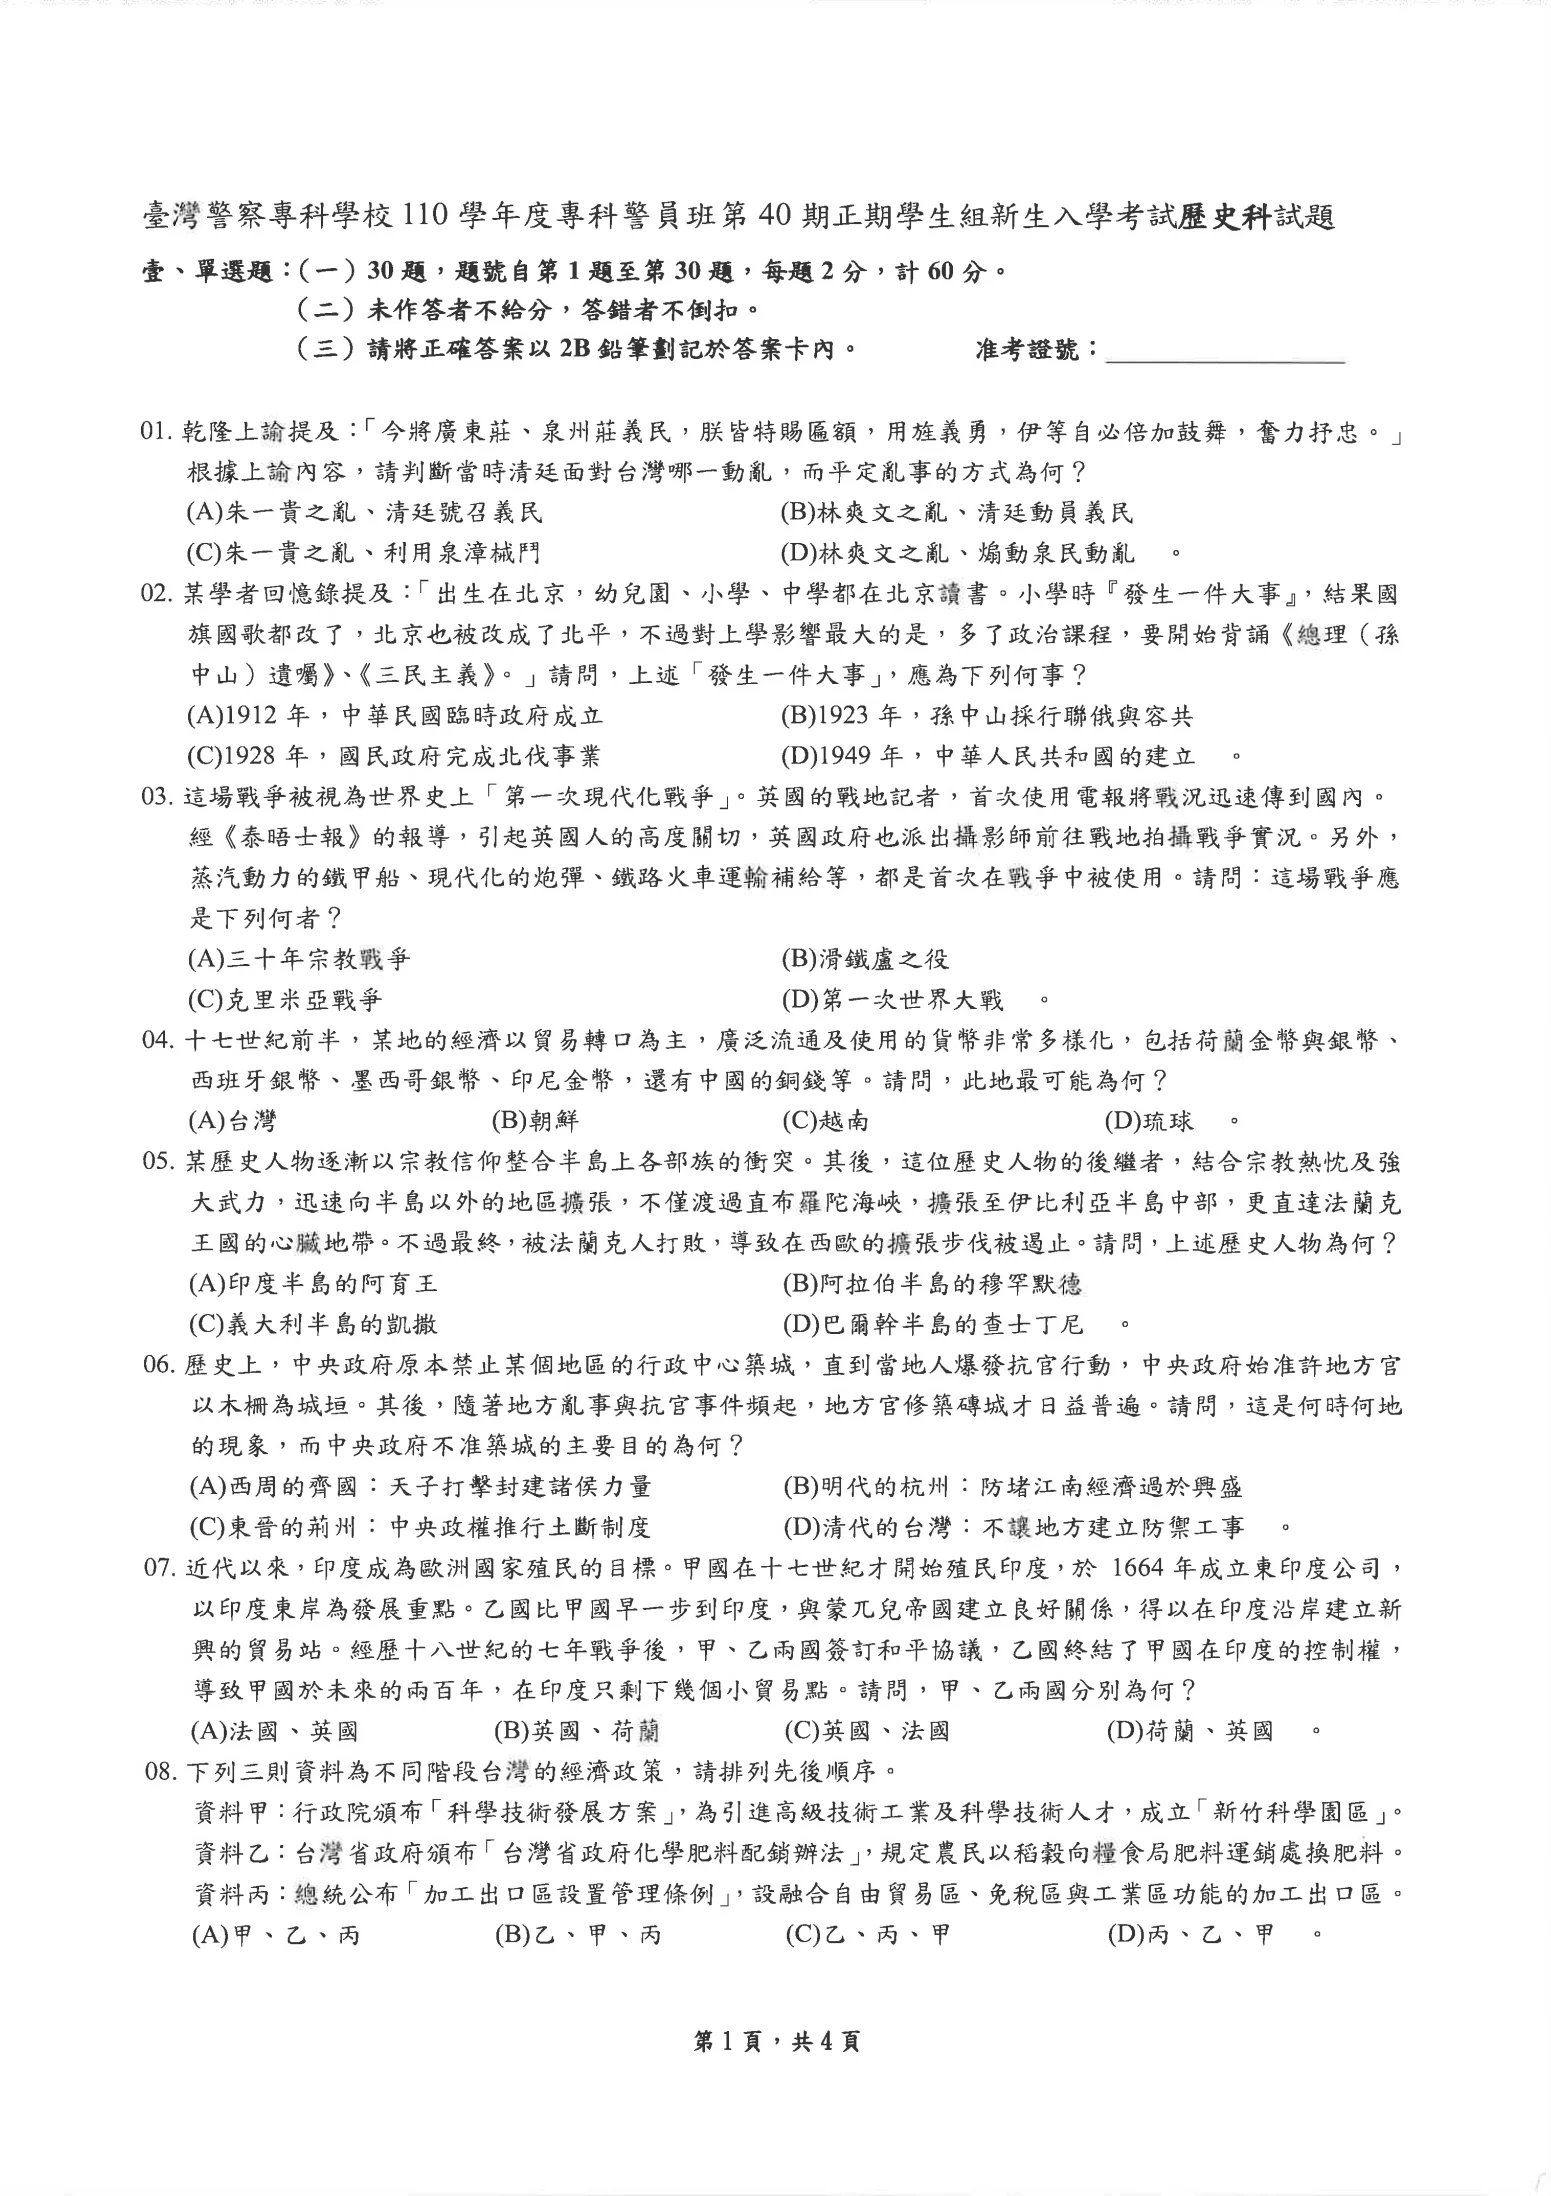 臺灣警察專科學校 110 學年度專科警員班第 40 期正期學生組新生入學考試歷史科試題
壹、單選題：(一) 30 題，題號自第 1 題至第 30 題，每題 2 分，計 60 分。
(二) 未作答者不給分，答錯者不倒扣。
(三) 請將正確答案以 2B 鉛筆劃記於答案卡內。 准考證號：
01. 乾隆上諭提及：「今將廣東莊、泉州莊義民，朕皆特賜匾額，用旌義勇，伊等自必倍加鼓舞，奮力抒忠。」
根據上諭內容，請判斷當時清廷面對台灣哪一動亂，而平定亂事的方式為何？
(A)朱一貴之亂、清廷號召義民 (B)林爽文之亂、清廷動員義民
(C)朱一貴之亂、利用泉漳械鬥 (D)林爽文之亂、煽動泉民動亂 。
02. 某學者回憶錄提及：「出生在北京，幼兒園、小學、中學都在北京讀書。小學時『發生一件大事』，結果國
旗國歌都改了，北京也被改成了北平，不過對上學影響最大的是，多了政治課程，要開始背誦《總理（孫
中山）遺囑》、《三民主義》。」請問，上述「發生一件大事」，應為下列何事？
(A)1912 年，中華民國臨時政府成立 (B)1923 年，孫中山採行聯俄與容共
(C)1928 年，國民政府完成北伐事業 (D)1949 年，中華人民共和國的建立 。
03. 這場戰爭被視為世界史上「第一次現代化戰爭」。英國的戰地記者，首次使用電報將戰況迅速傳到國內。
經《泰晤士報》的報導，引起英國人的高度關切，英國政府也派出攝影師前往戰地拍攝戰爭實況。另外，
蒸汽動力的鐵甲船、現代化的炮彈、鐵路火車運輸補給等，都是首次在戰爭中被使用。請問：這場戰爭應
是下列何者？
(A)三十年宗教戰爭 (B)滑鐵盧之役
(C)克里米亞戰爭 (D)第一次世界大戰 。
04. 十七世紀前半，某地的經濟以貿易轉口為主，廣泛流通及使用的貨幣非常多樣化，包括荷蘭金幣與銀幣、
西班牙銀幣、墨西哥銀幣、印尼金幣，還有中國的銅錢等。請問，此地最可能為何？
(A)台灣 (B)朝鮮 (C)越南 (D)琉球 。
05. 某歷史人物逐漸以宗教信仰整合半島上各部族的衝突。其後，這位歷史人物的後繼者，結合宗教熱忱及強
大武力，迅速向半島以外的地區擴張，不僅渡過直布羅陀海峽，擴張至伊比利亞半島中部，更直達法蘭克
王國的心臟地帶。不過最終，被法蘭克人打敗，導致在西歐的擴張步伐被遏止。請問，上述歷史人物為何？
(A)印度半島的阿育王 (B)阿拉伯半島的穆罕默德
(C)義大利半島的凱撒 (D)巴爾幹半島的查士丁尼 。
06. 歷史上，中央政府原本禁止某個地區的行政中心築城，直到當地人爆發抗官行動，中央政府始准許地方官
以木柵為城垣。其後，隨著地方亂事與抗官事件頻起，地方官修築磚城才日益普遍。請問，這是何時何地
的現象，而中央政府不准築城的主要目的為何？
(A)西周的齊國：天子打擊封建諸侯力量 (B)明代的杭州：防堵江南經濟過於興盛
(C)東晉的荊州：中央政權推行土斷制度 (D)清代的台灣：不讓地方建立防禦工事 。
07. 近代以來，印度成為歐洲國家殖民的目標。甲國在十七世紀才開始殖民印度，於 1664 年成立東印度公司，
以印度東岸為發展重點。乙國比甲國早一步到印度，與蒙兀兒帝國建立良好關係，得以在印度沿岸建立新
興的貿易站。經歷十八世紀的七年戰爭後，甲、乙兩國簽訂和平協議，乙國終結了甲國在印度的控制權，
導致甲國於未來的兩百年，在印度只剩下幾個小貿易點。請問，甲、乙兩國分別為何？
(A)法國、英國 (B)英國、荷蘭 (C)英國、法國 (D)荷蘭、英國 。
08. 下列三則資料為不同階段台灣的經濟政策，請排列先後順序。
資料甲：行政院頒布「科學技術發展方案」，為引進高級技術工業及科學技術人才，成立「新竹科學園區」。
資料乙：台灣省政府頒布「台灣省政府化學肥料配銷辦法」，規定農民以稻穀向糧食局肥料運銷處換肥料。
資料丙：總統公布「加工出口區設置管理條例」，設融合自由貿易區、免稅區與工業區功能的加工出口區。
(A)甲、乙、丙 (B)乙、甲、丙 (C)乙、丙、甲 (D)丙、乙、甲 。
第 1 頁，共 4 頁